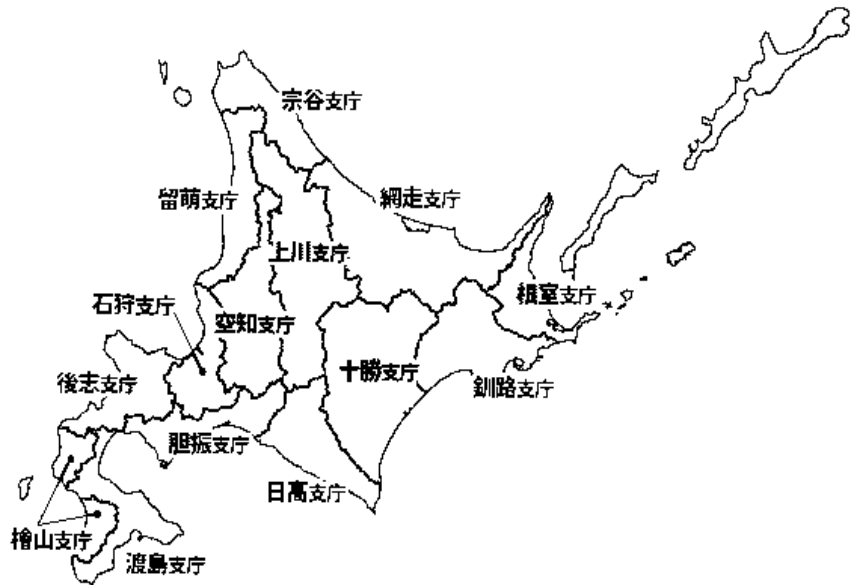 宗谷支庁
留萌支庁
網走支庁
上川支庁
根室支庁
石狩支庁
空知支庁
後志支庁
十勝支庁
釧路支庁
胆振支庁
日高支庁
檜山支庁
渡島支庁